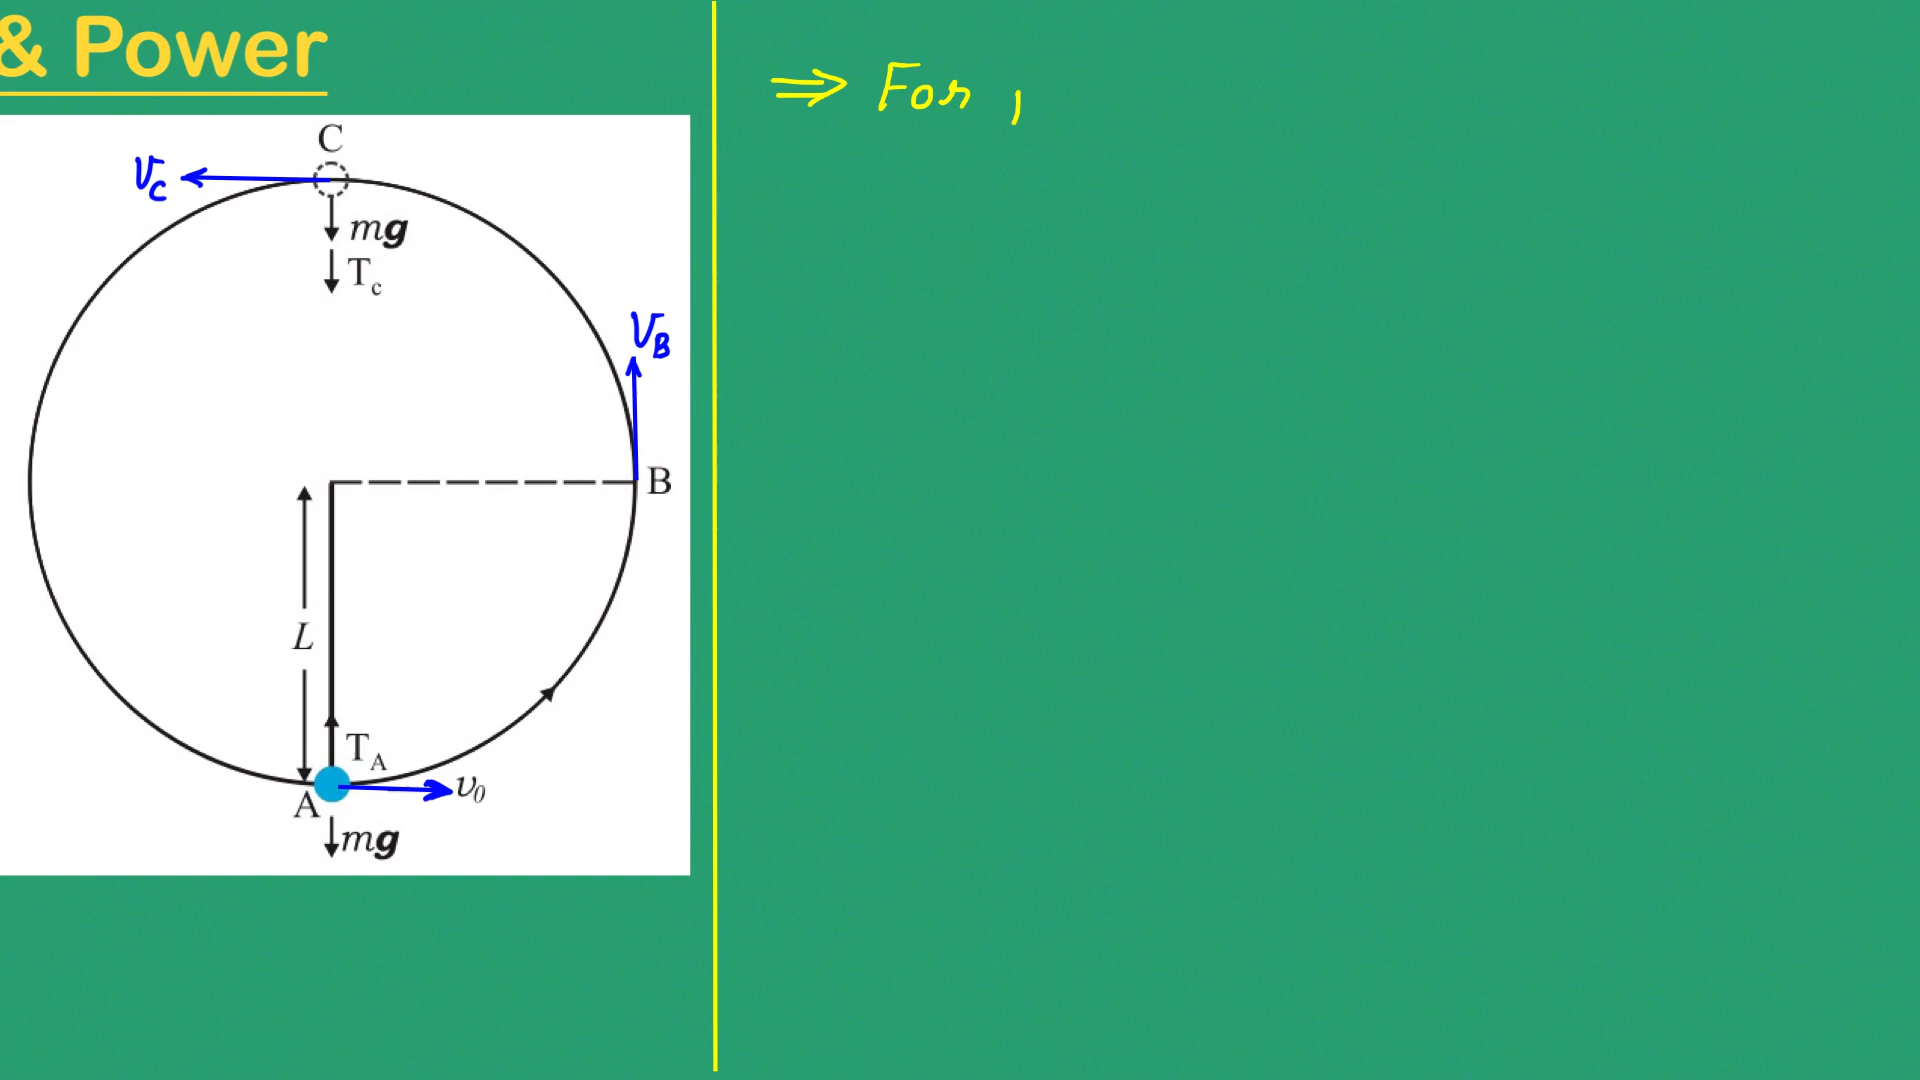 & Power
⇒ For,
C
V_C
mg
T_c
V_B
B
L
T_A
A
v_0
mg